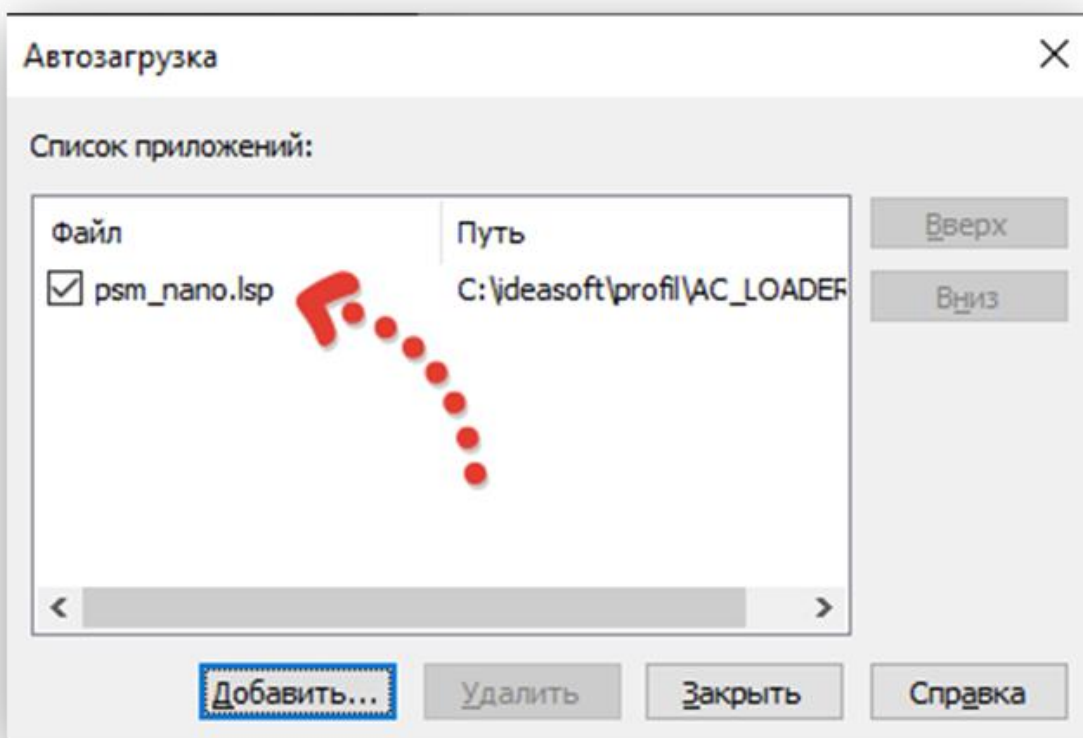 Автозагрузка
Список приложений:
Файл Путь
psm_nano.lsp C:\ideasoft\profil\AC_LOADER
Вверх
Вниз
Добавить... Удалить Закрыть Справка